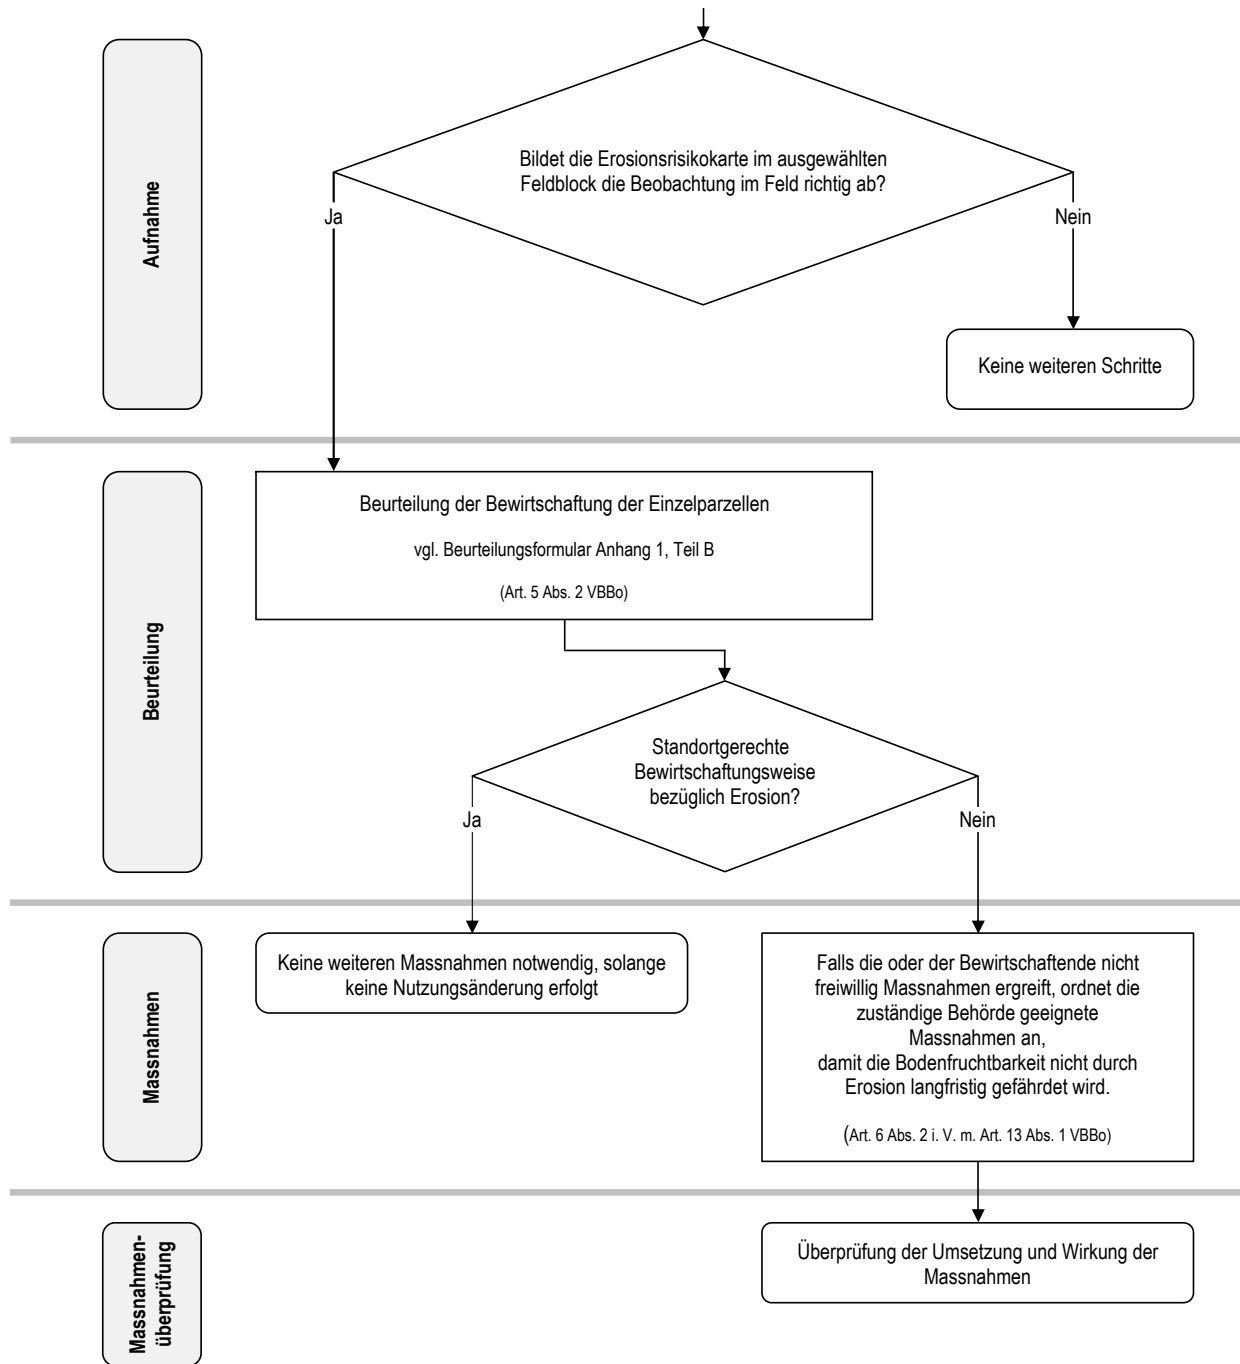 Aufnahme
Bildet die Erosionsrisikokarte im ausgewählten
Feldblock die Beobachtung im Feld richtig ab?
Ja
Nein
Keine weiteren Schritte
Beurteilung
Beurteilung der Bewirtschaftung der Einzelparzellen
vgl. Beurteilungsformular Anhang 1, Teil B
(Art. 5 Abs. 2 VBBo)
Standortgerechte
Bewirtschaftungsweise
bezüglich Erosion?
Ja
Nein
Massnahmen
Keine weiteren Massnahmen notwendig, solange
keine Nutzungsänderung erfolgt
Falls die oder der Bewirtschaftende nicht
freiwillig Massnahmen ergreift, ordnet die
zuständige Behörde geeignete
Massnahmen an,
damit die Bodenfruchtbarkeit nicht durch
Erosion langfristig gefährdet wird.
(Art. 6 Abs. 2 i. V. m. Art. 13 Abs. 1 VBBo)
Massnahmen-
überprüfung
Überprüfung der Umsetzung und Wirkung der
Massnahmen